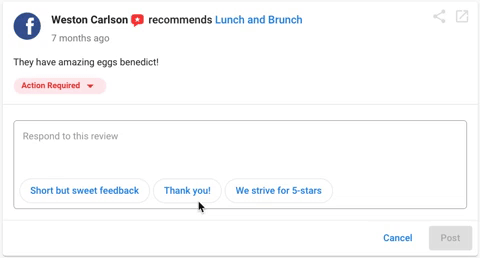 Weston Carlson recommends Lunch and Brunch
7 months ago
They have amazing eggs benedict!
Action Required
Respond to this review
Short but sweet feedback Thank you! We strive for 5-stars
Cancel Post